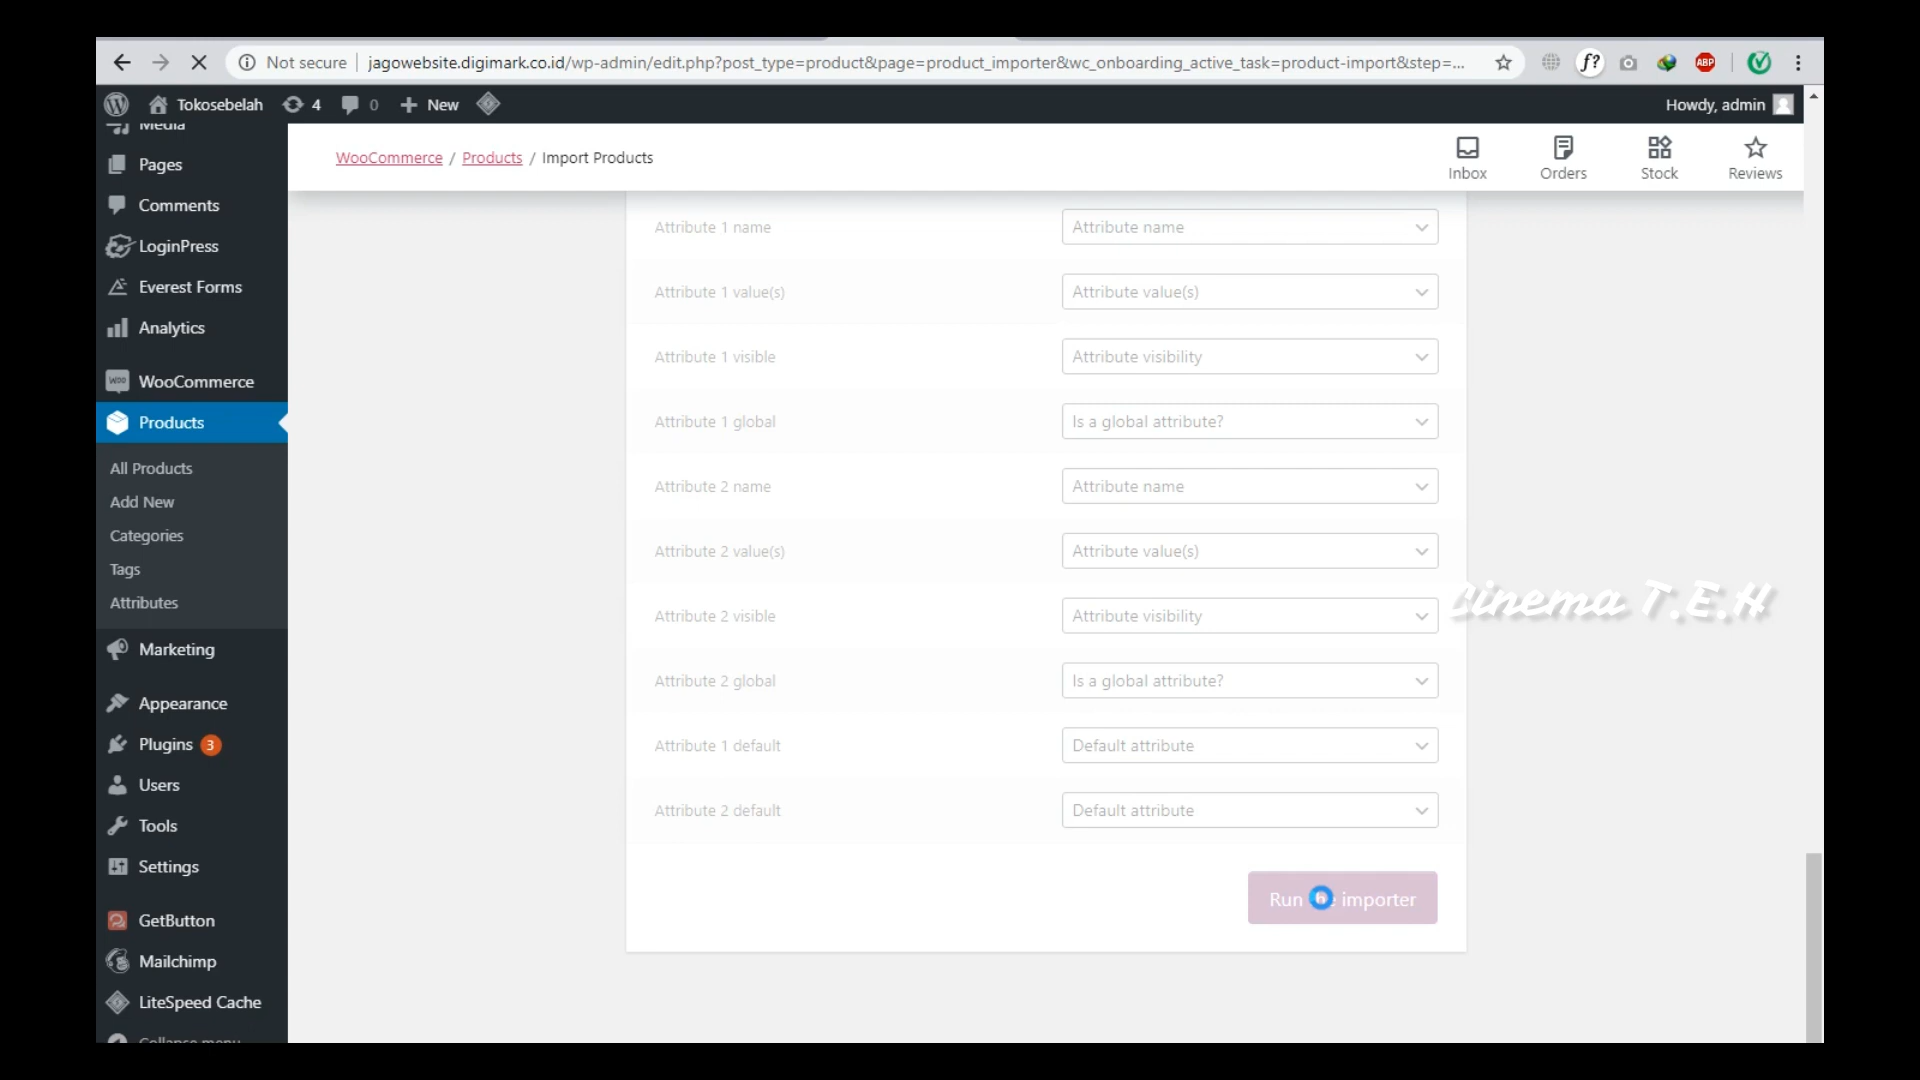 Not secure
jagowebsite.digimark.co.id/wp-admin/edit.php?post_type=product&page=product_importer&wc_onboarding_active_task=product-import&step=...
f?
ABP
Tokosebelah
4
0
New
Howdy, admin
Media
Pages
Comments
LoginPress
Everest Forms
Analytics
WooCommerce
Products
All Products
Add New
Categories
Tags
Attributes
Marketing
Appearance
Plugins 3
Users
Tools
Settings
GetButton
Mailchimp
LiteSpeed Cache
Collapse menu
WooCommerce / Products / Import Products
Inbox
Orders
Stock
Reviews
Attribute 1 name Attribute name
Attribute 1 value(s) Attribute value(s)
Attribute 1 visible Attribute visibility
Attribute 1 global Is a global attribute?
Attribute 2 name Attribute name
Attribute 2 value(s) Attribute value(s)
Attribute 2 visible Attribute visibility
Attribute 2 global Is a global attribute?
Attribute 1 default Default attribute
Attribute 2 default Default attribute
Run the importer
Cinema T.E.H